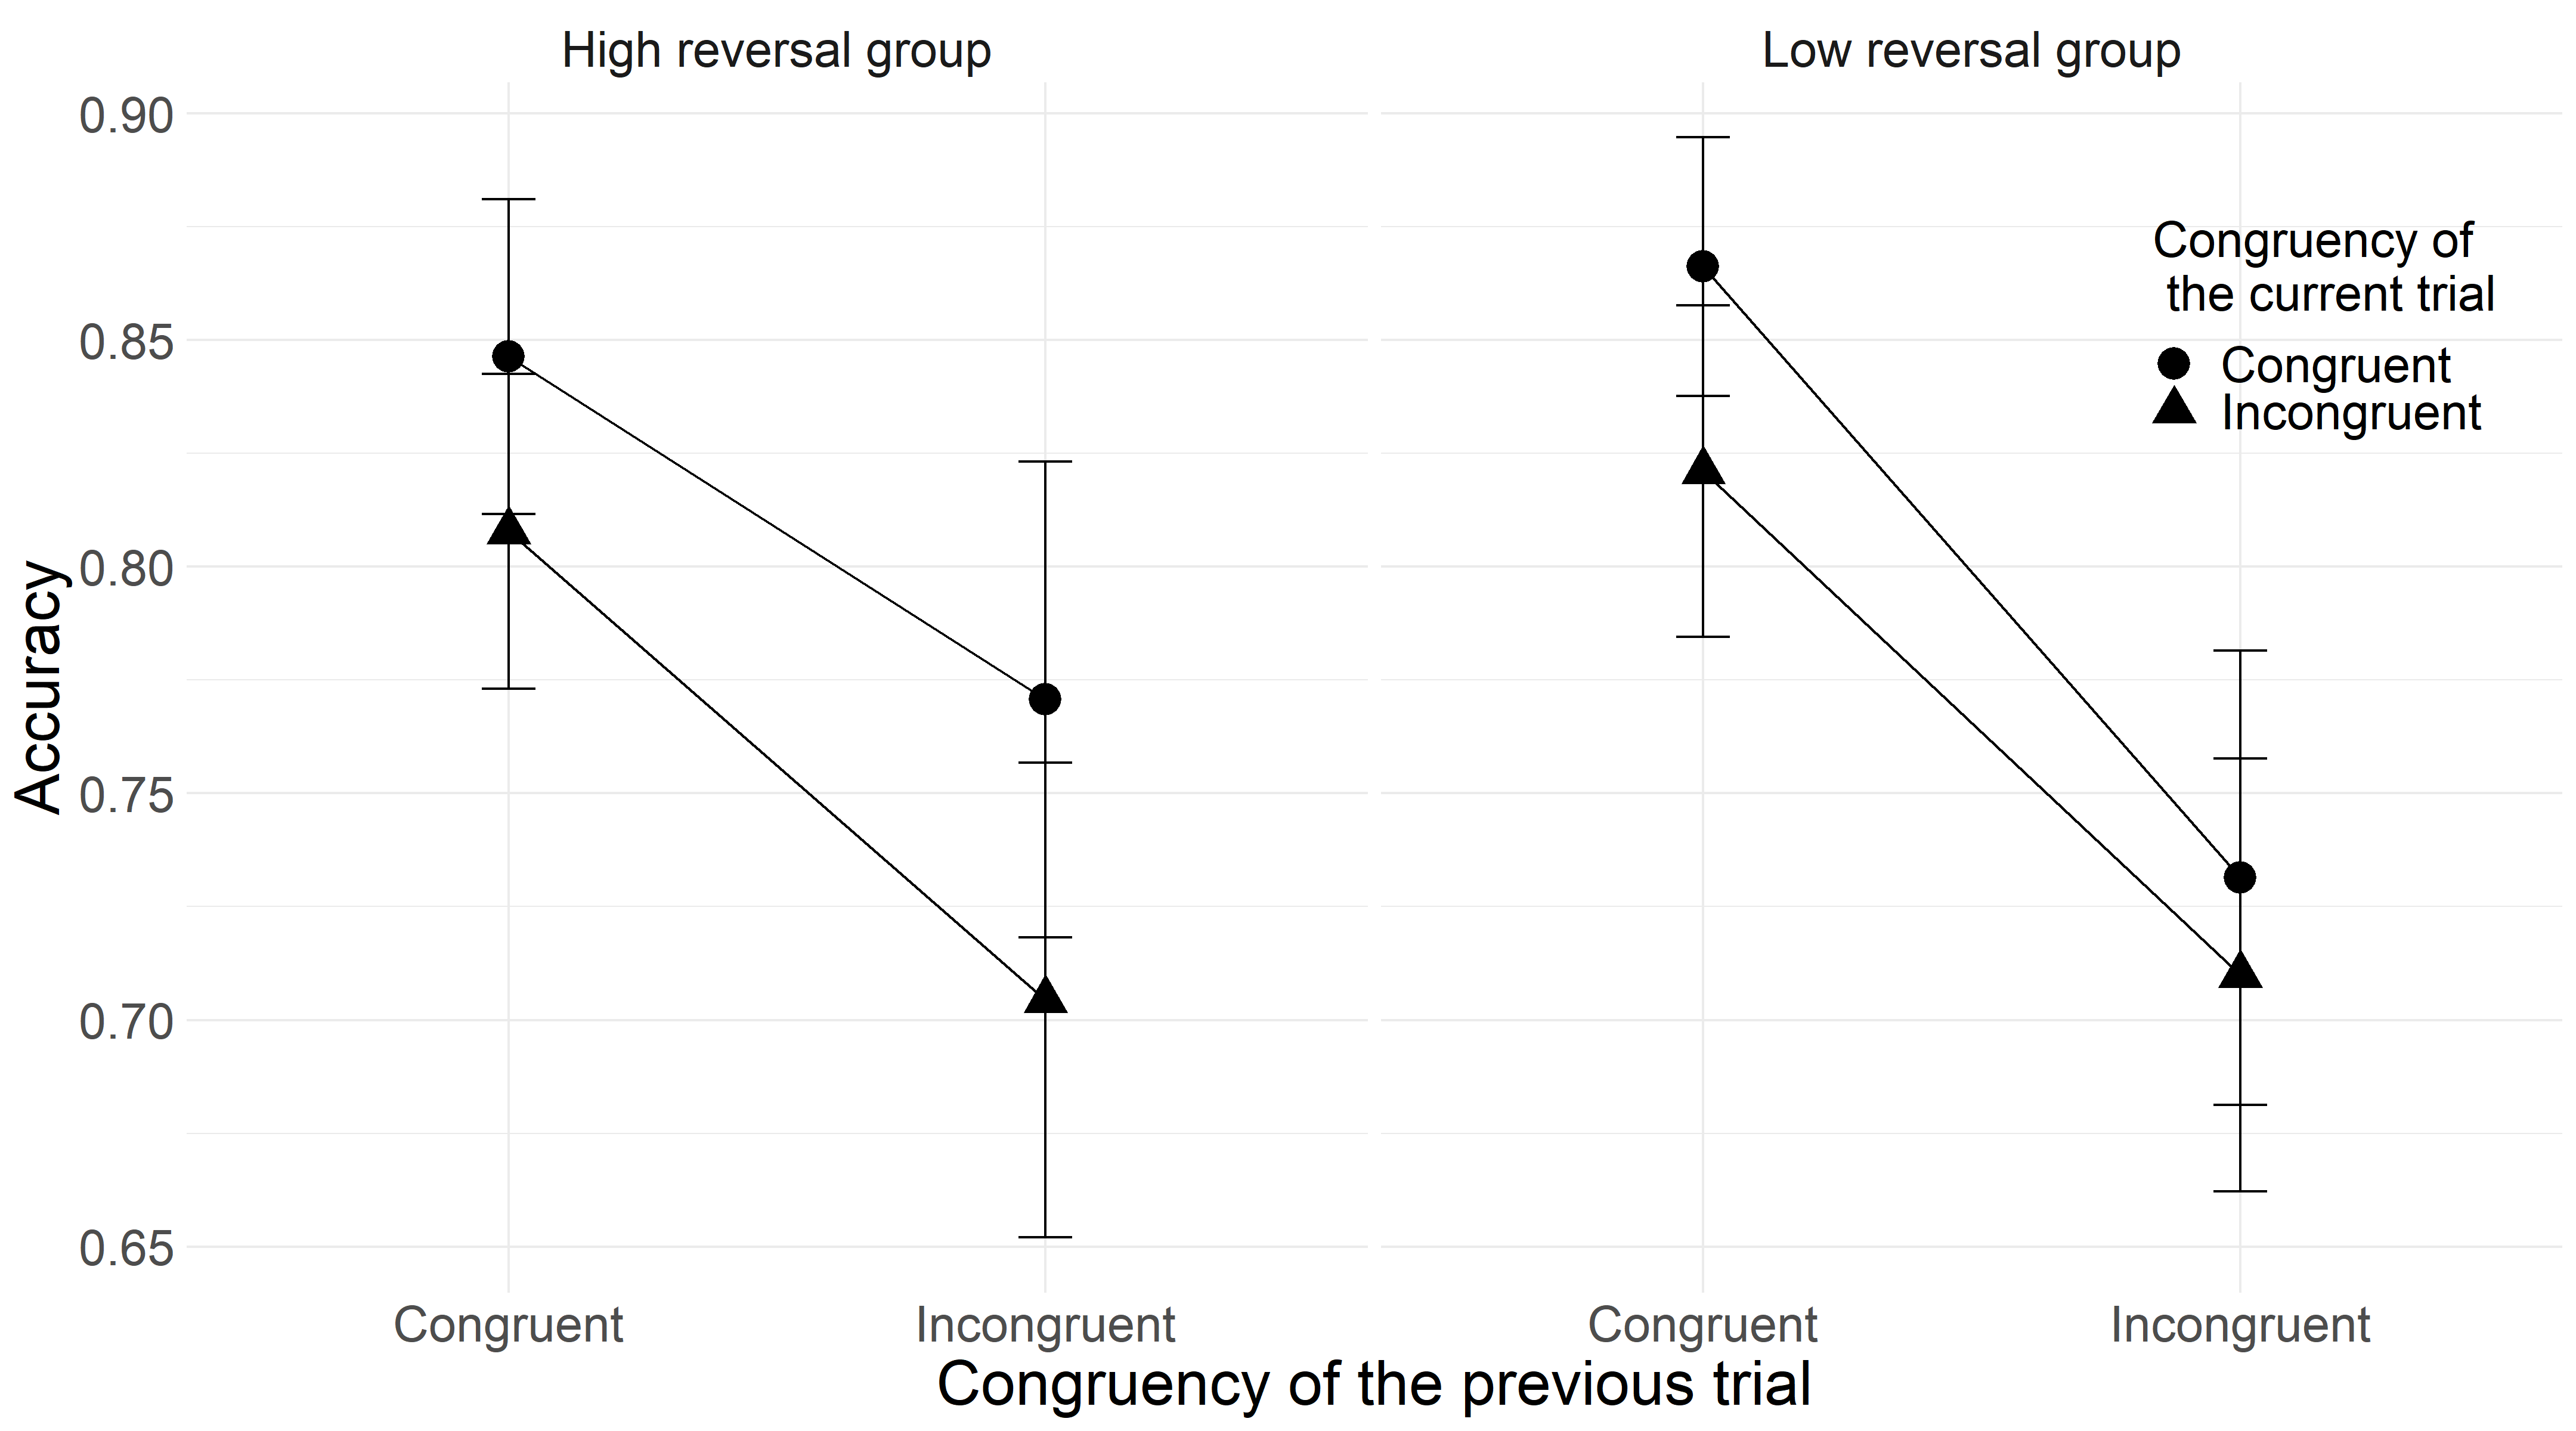 High reversal group
Low reversal group
0.90
0.85
0.80
0.75
0.70
0.65
Accuracy
Congruency of
the current trial
Congruent
Incongruent
Congruent
Incongruent
Congruent
Incongruent
Congruency of the previous trial